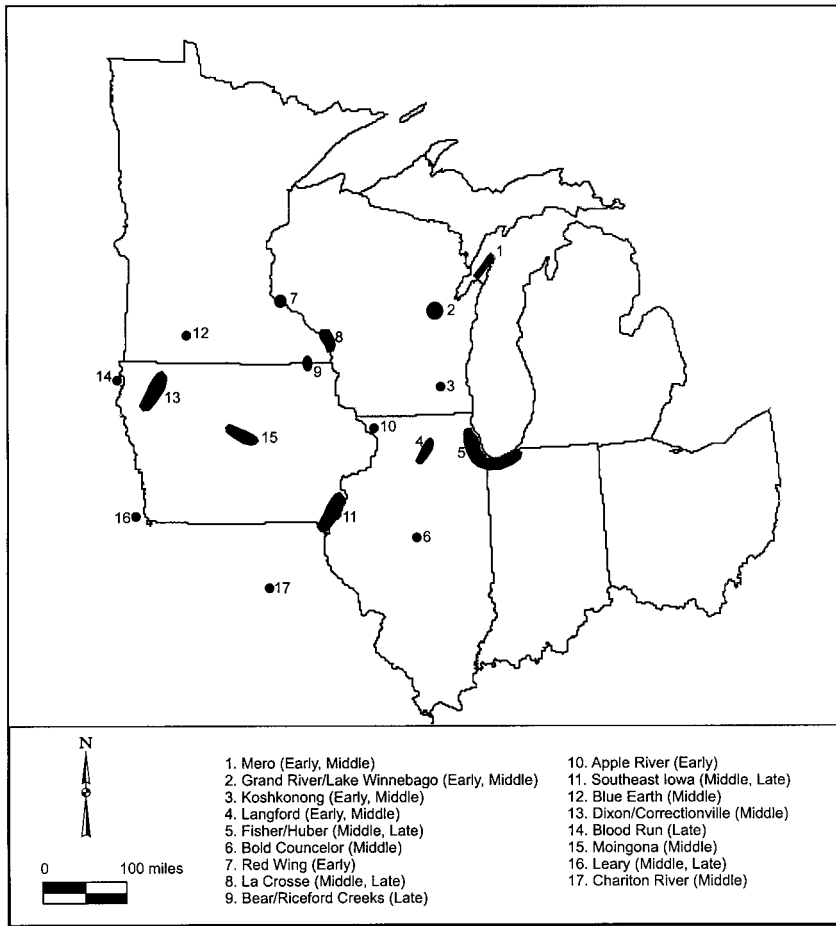 1
7
2
8
12
9
14
3
13
10
15
4
5
11
16
6
17
N
0 100 miles
1. Mero (Early, Middle)
2. Grand River/Lake Winnebago (Early, Middle)
3. Koshkonong (Early, Middle)
4. Langford (Early, Middle)
5. Fisher/Huber (Middle, Late)
6. Bold Councelor (Middle)
7. Red Wing (Early)
8. La Crosse (Middle, Late)
9. Bear/Riceford Creeks (Late)
10. Apple River (Early)
11. Southeast Iowa (Middle, Late)
12. Blue Earth (Middle)
13. Dixon/Correctionville (Middle)
14. Blood Run (Late)
15. Moingona (Middle)
16. Leary (Middle, Late)
17. Chariton River (Middle)